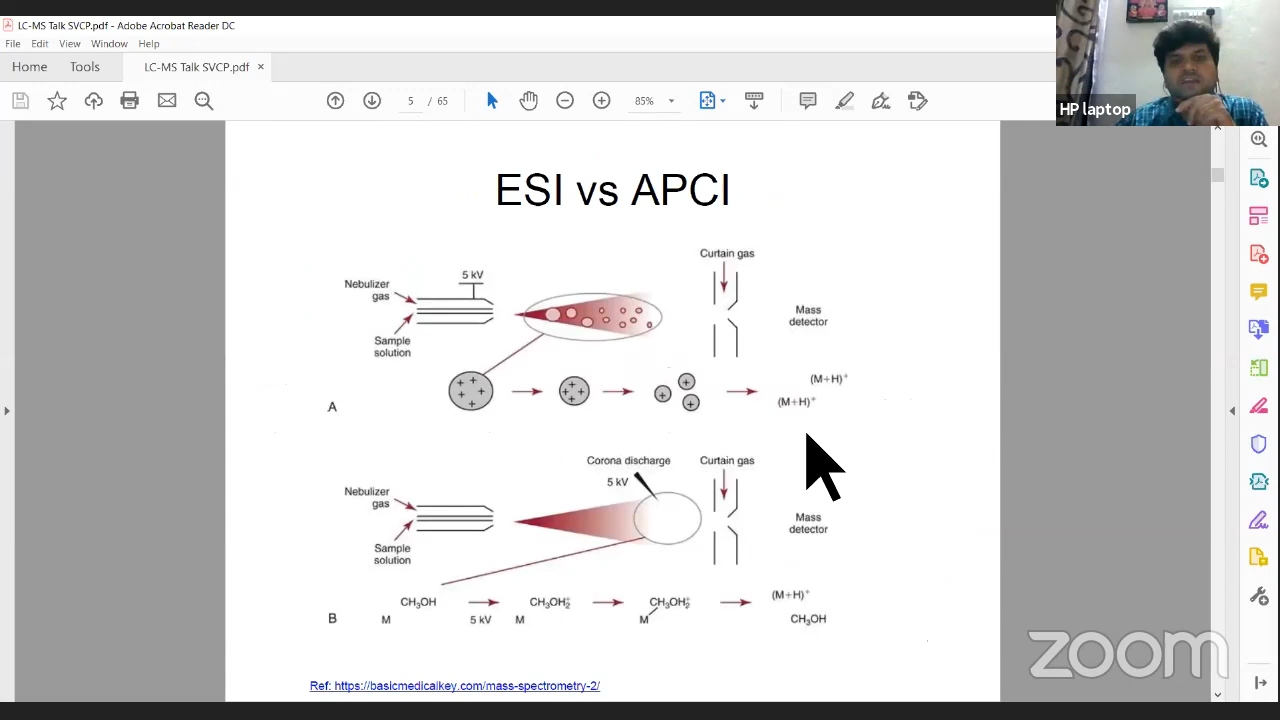 LC-MS Talk SVCP.pdf - Adobe Acrobat Reader DC
File Edit View Window Help
Home Tools LC-MS Talk SVCP.pdf ×
5 / 65 85%
HP laptop
ESI vs APCI
Curtain gas
5 kV
Nebulizer
gas
Mass
detector
Sample
solution
+ + + + +
+ + + + +
+ + +
(M+H)⁺
(M+H)⁺
A
Corona discharge
Curtain gas
5 kV
Nebulizer
gas
Mass
detector
Sample
solution
CH₃OH CH₃OH₂⁺ CH₃OH₂⁺ (M+H)⁺
B M 5 kV M M CH₃OH
zoom
Ref: https://basicmedicalkey.com/mass-spectrometry-2/